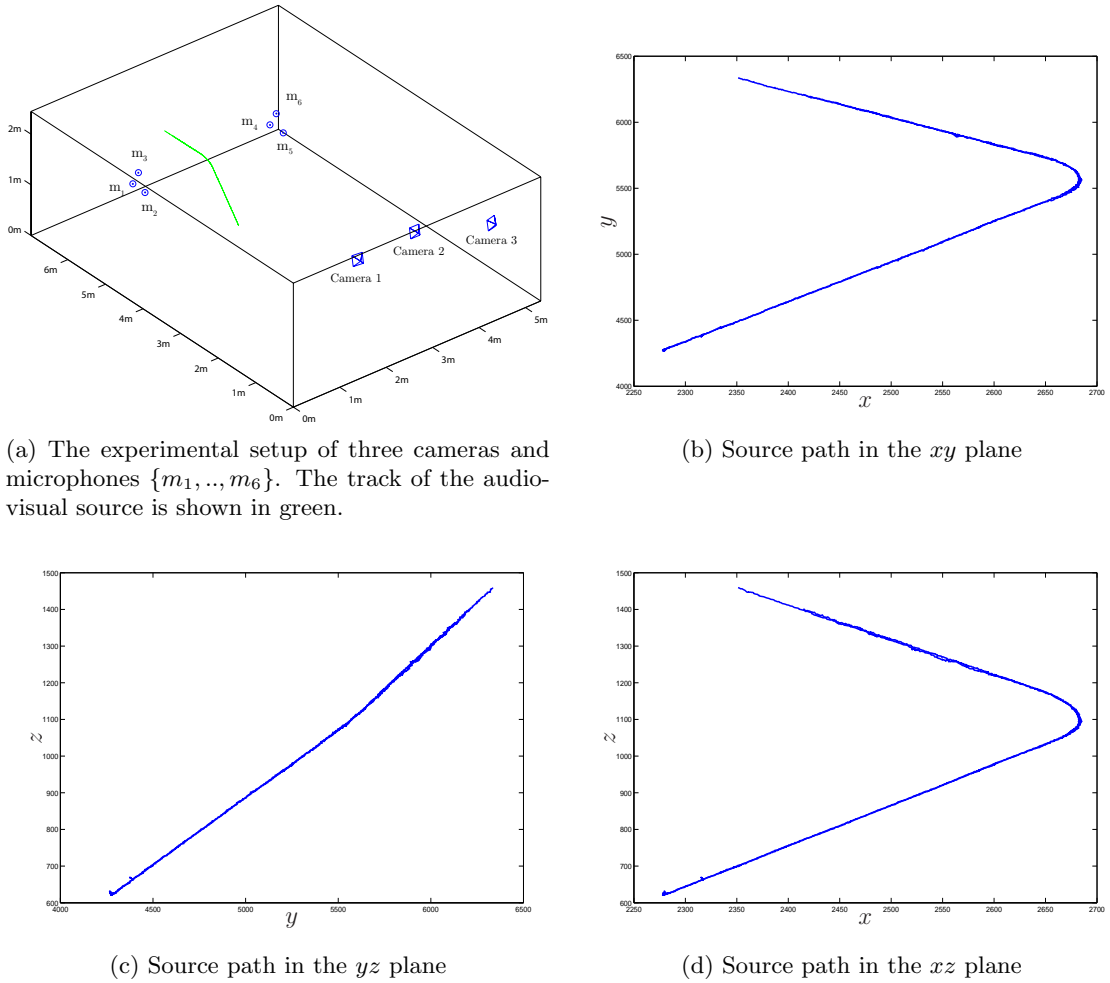 m6
m4
m5
m3
m1
m2
2m
1m
0m
6m
5m
4m
3m
2m
1m
0m
0m
1m
2m
3m
4m
5m
Camera 1
Camera 2
Camera 3
(a) The experimental setup of three cameras and
microphones {m1, .., m6}. The track of the audio-
visual source is shown in green.
6500
6000
5500
5000
4500
4000
y
2250 2300 2350 2400 2450 2500 2550 2600 2650 2700
x
(b) Source path in the xy plane
1500
1400
1300
1200
1100
1000
900
800
700
600
z
4000 4500 5000 5500 6000 6500
y
(c) Source path in the yz plane
1500
1400
1300
1200
1100
1000
900
800
700
600
z
2250 2300 2350 2400 2450 2500 2550 2600 2650 2700
x
(d) Source path in the xz plane